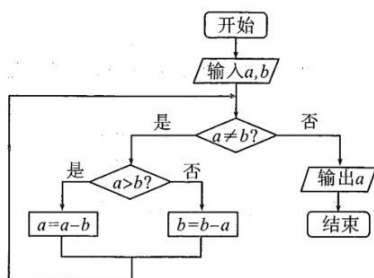 开始
输入a,b
是 a≠b? 否
是 a>b? 否 输出a
a=a-b b=b-a 结束